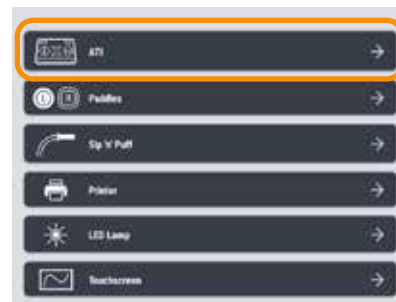 ATI
Paddles
Sip 'n' Puff
Printer
LED Lamp
Touchscreen